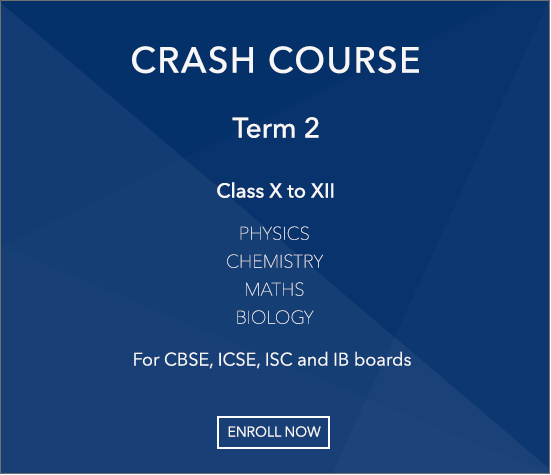 CRASH COURSE
Term 2
Class X to XII
PHYSICS
CHEMISTRY
MATHS
BIOLOGY
For CBSE, ICSE, ISC and IB boards
ENROLL NOW